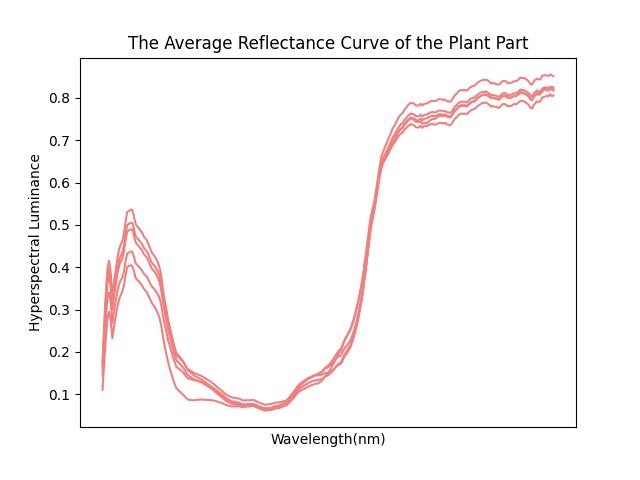 The Average Reflectance Curve of the Plant Part
0.8
0.7
0.6
0.5
0.4
0.3
0.2
0.1
Hyperspectral Luminance
Wavelength(nm)